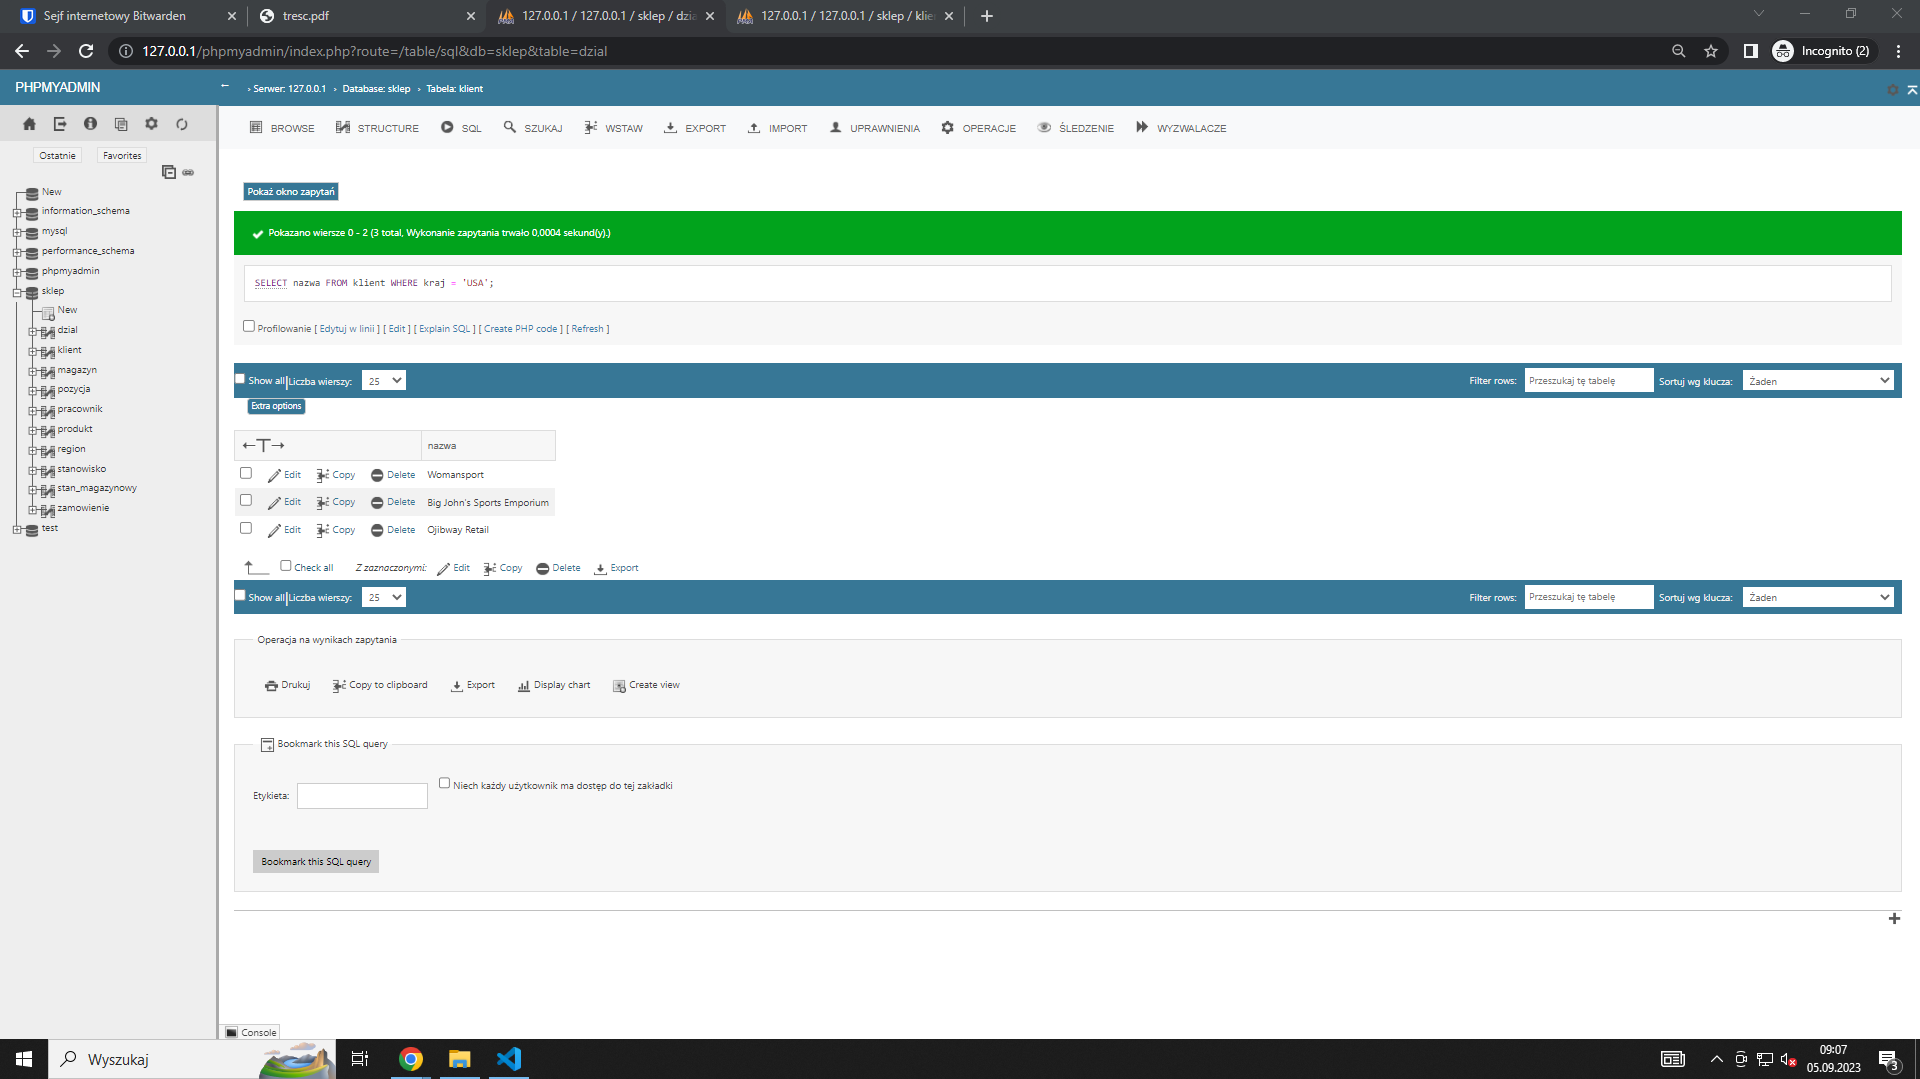 Sejf internetowy Bitwarden
tresc.pdf
127.0.0.1 / 127.0.0.1 / sklep / dzia
127.0.0.1 / 127.0.0.1 / sklep / klie
127.0.0.1/phpmyadmin/index.php?route=/table/sql&db=sklep&table=dzial
Incognito (2)
PHPMYADMIN
Serwer: 127.0.0.1 › Database: sklep › Tabela: klient
BROWSE STRUCTURE SQL SZUKAJ WSTAW EXPORT IMPORT UPRAWNIENIA OPERACJE ŚLEDZENIE WYZWALACZE
Ostatnie Favorites
New
information_schema
mysql
performance_schema
phpmyadmin
sklep
New
dzial
klient
magazyn
pozycja
pracownik
produkt
region
stanowisko
stan_magazynowy
zamowienie
test
Pokaż okno zapytań
Pokazano wiersze 0 - 2 (3 total, Wykonanie zapytania trwało 0,0004 sekund(y).)
SELECT nazwa FROM klient WHERE kraj = 'USA';
Profilowanie [ Edytuj w linii ] [ Edit ] [ Explain SQL ] [ Create PHP code ] [ Refresh ]
Show all Liczba wierszy: 25 Filter rows: Przeszukaj tę tabelę Sortuj wg klucza: Żaden
Extra options
←T→ nazwa
Edit Copy Delete Womansport
Edit Copy Delete Big John's Sports Emporium
Edit Copy Delete Ojibway Retail
Check all Z zaznaczonymi: Edit Copy Delete Export
Show all Liczba wierszy: 25 Filter rows: Przeszukaj tę tabelę Sortuj wg klucza: Żaden
Operacja na wynikach zapytania
Drukuj Copy to clipboard Export Display chart Create view
Bookmark this SQL query
Etykieta: Niech każdy użytkownik ma dostęp do tej zakładki
Bookmark this SQL query
Console
Wyszukaj
09:07
05.09.2023
3